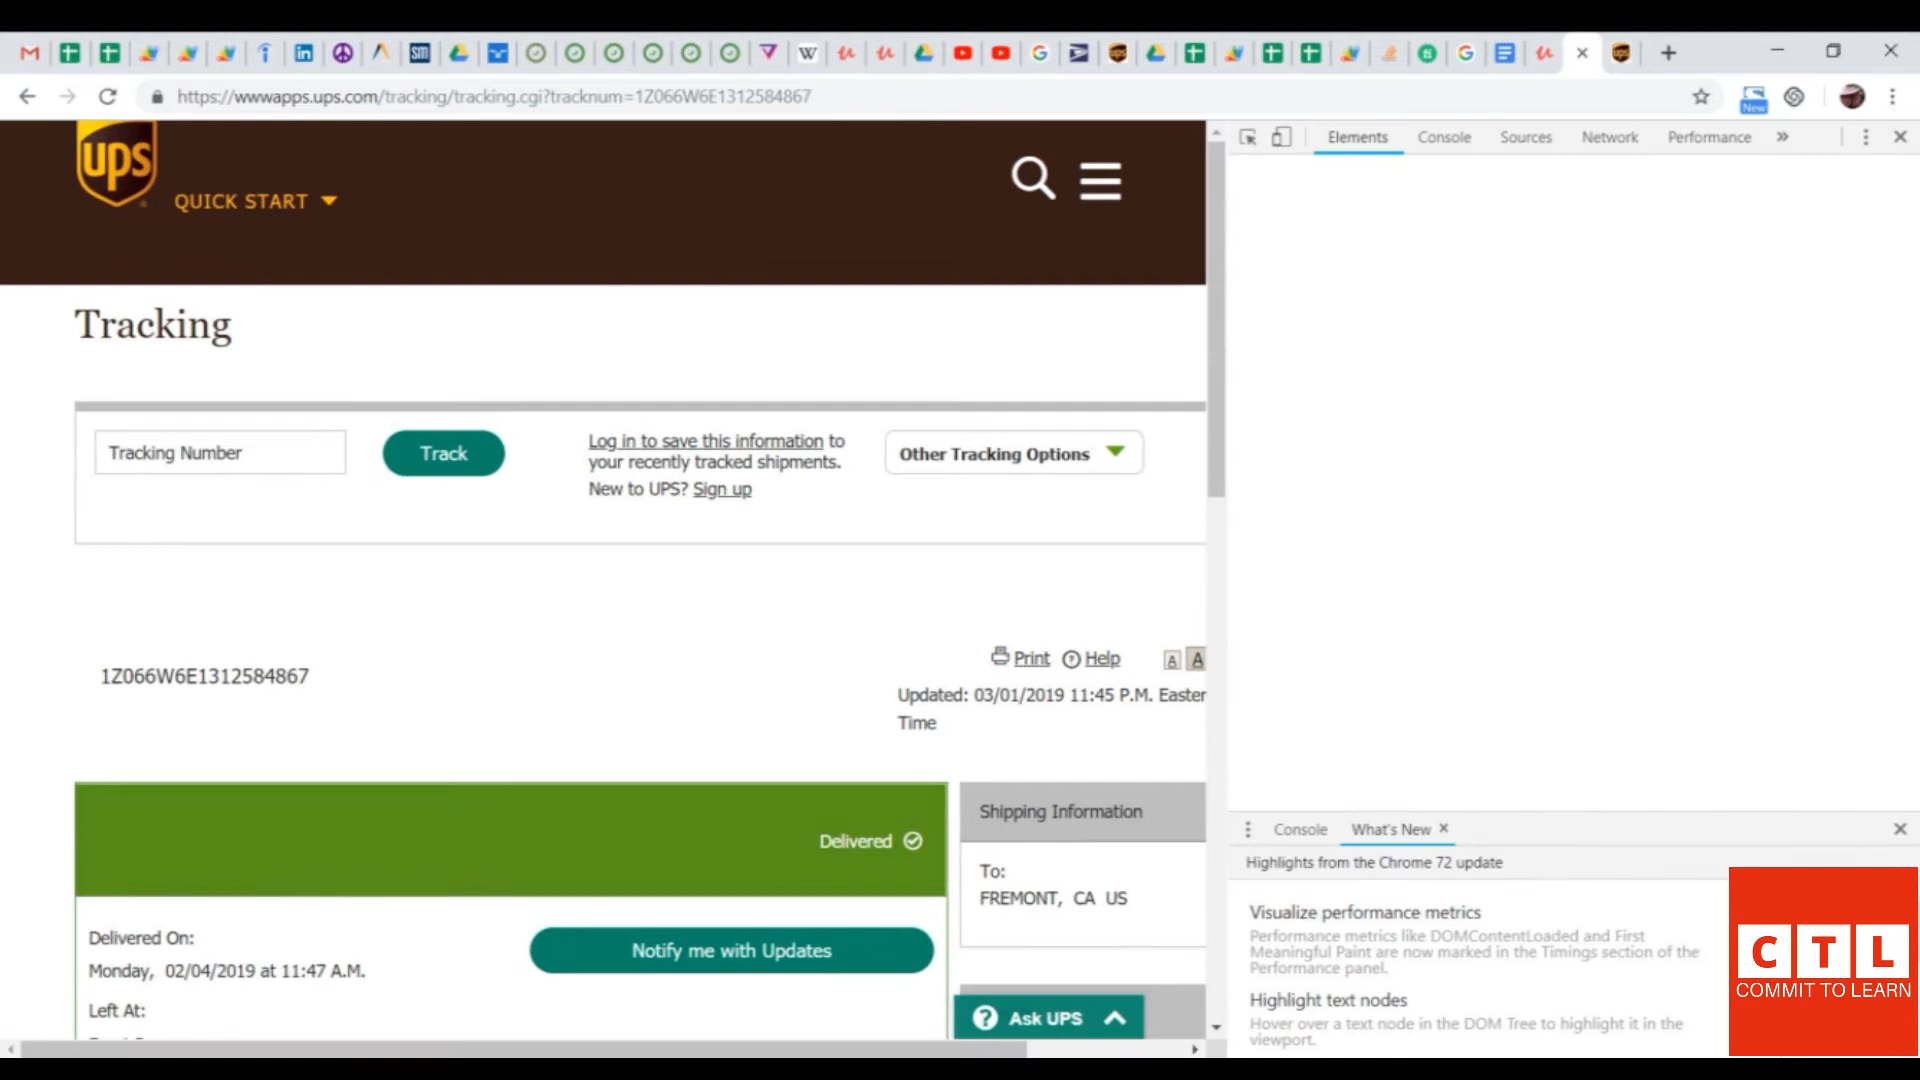 https://wwwapps.ups.com/tracking/tracking.cgi?tracknum=1Z066W6E1312584867
New
ups
QUICK START
Elements Console Sources Network Performance »
Tracking
Tracking Number
Track
Log in to save this information to
your recently tracked shipments.
New to UPS? Sign up
Other Tracking Options
1Z066W6E1312584867
Print Help A A
Updated: 03/01/2019 11:45 P.M. Easter
Time
Delivered
Shipping Information
To:
FREMONT, CA US
Delivered On:
Monday, 02/04/2019 at 11:47 A.M.
Notify me with Updates
Left At:
Ask UPS
Console What's New
Highlights from the Chrome 72 update
Visualize performance metrics
Performance metrics like DOMContentLoaded and First
Meaningful Paint are now marked in the Timings section of the
Performance panel.
Highlight text nodes
Hover over a text node in the DOM Tree to highlight it in the
viewport.
CTL
COMMIT TO LEARN